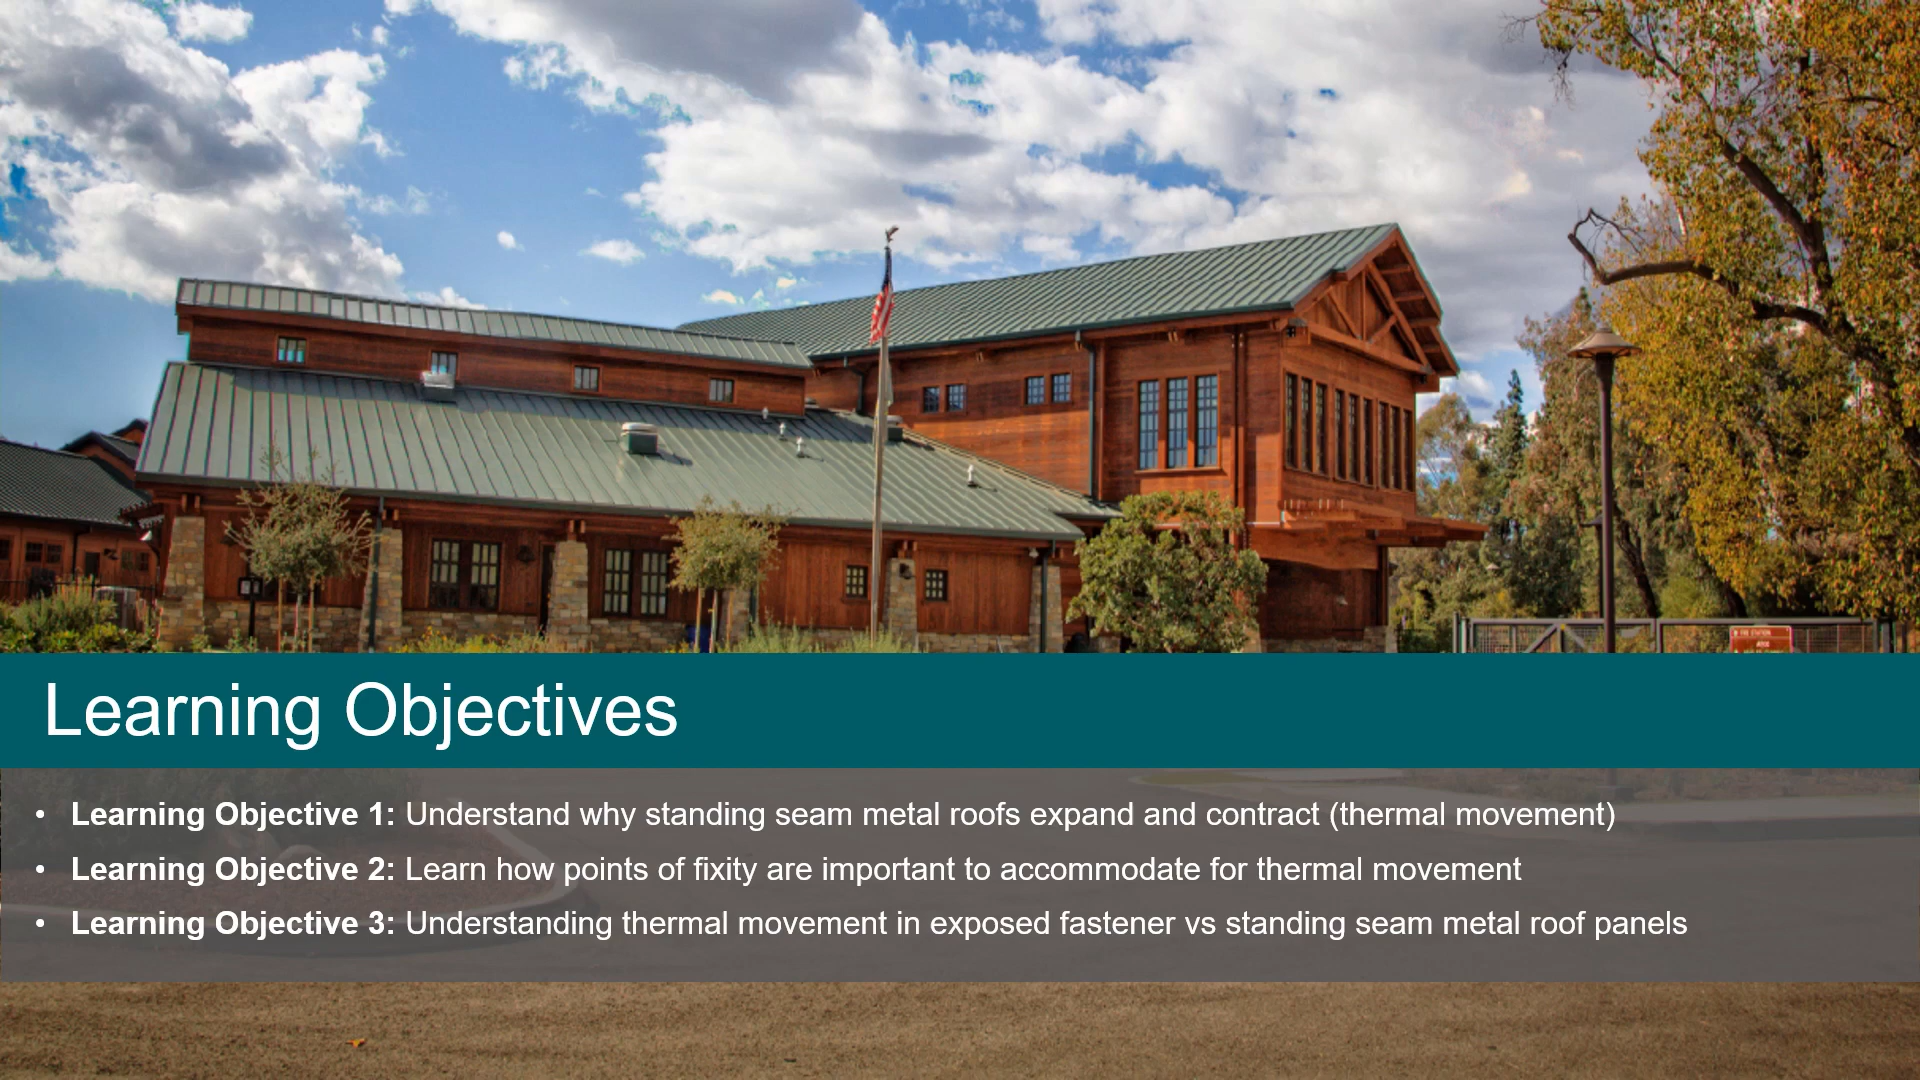 Learning Objectives
• Learning Objective 1: Understand why standing seam metal roofs expand and contract (thermal movement)
• Learning Objective 2: Learn how points of fixity are important to accommodate for thermal movement
• Learning Objective 3: Understanding thermal movement in exposed fastener vs standing seam metal roof panels